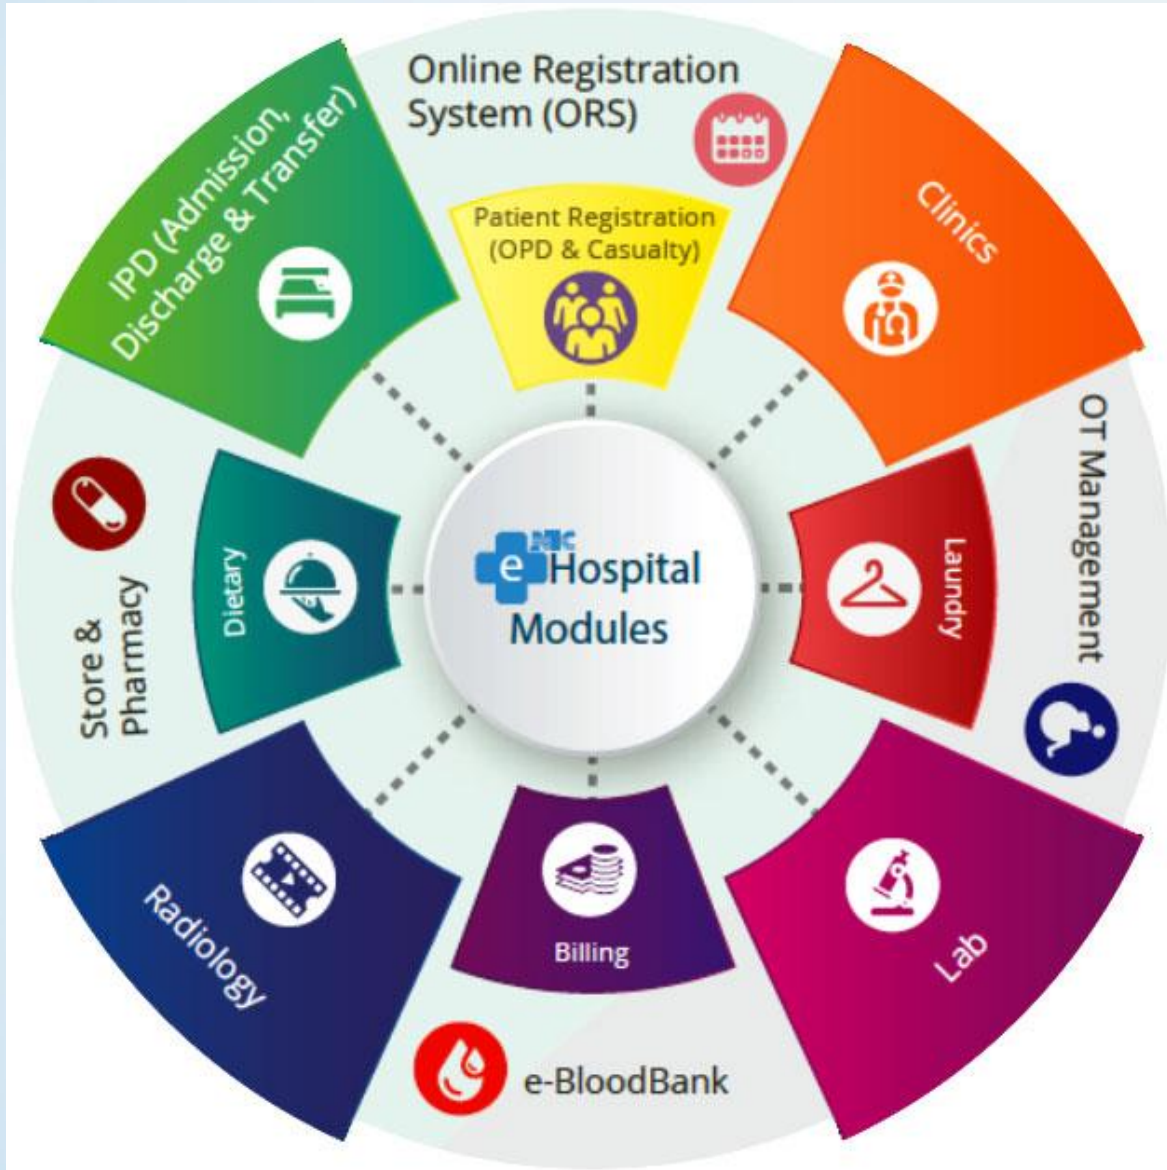 Online Registration
System (ORS)
IPD (Admission,
Discharge & Transfer)
Patient Registration
(OPD & Casualty)
Clinics
OT Management
Laundry
Dietary
Store &
Pharmacy
NIC
e Hospital
Modules
Radiology
Billing
Lab
e-BloodBank